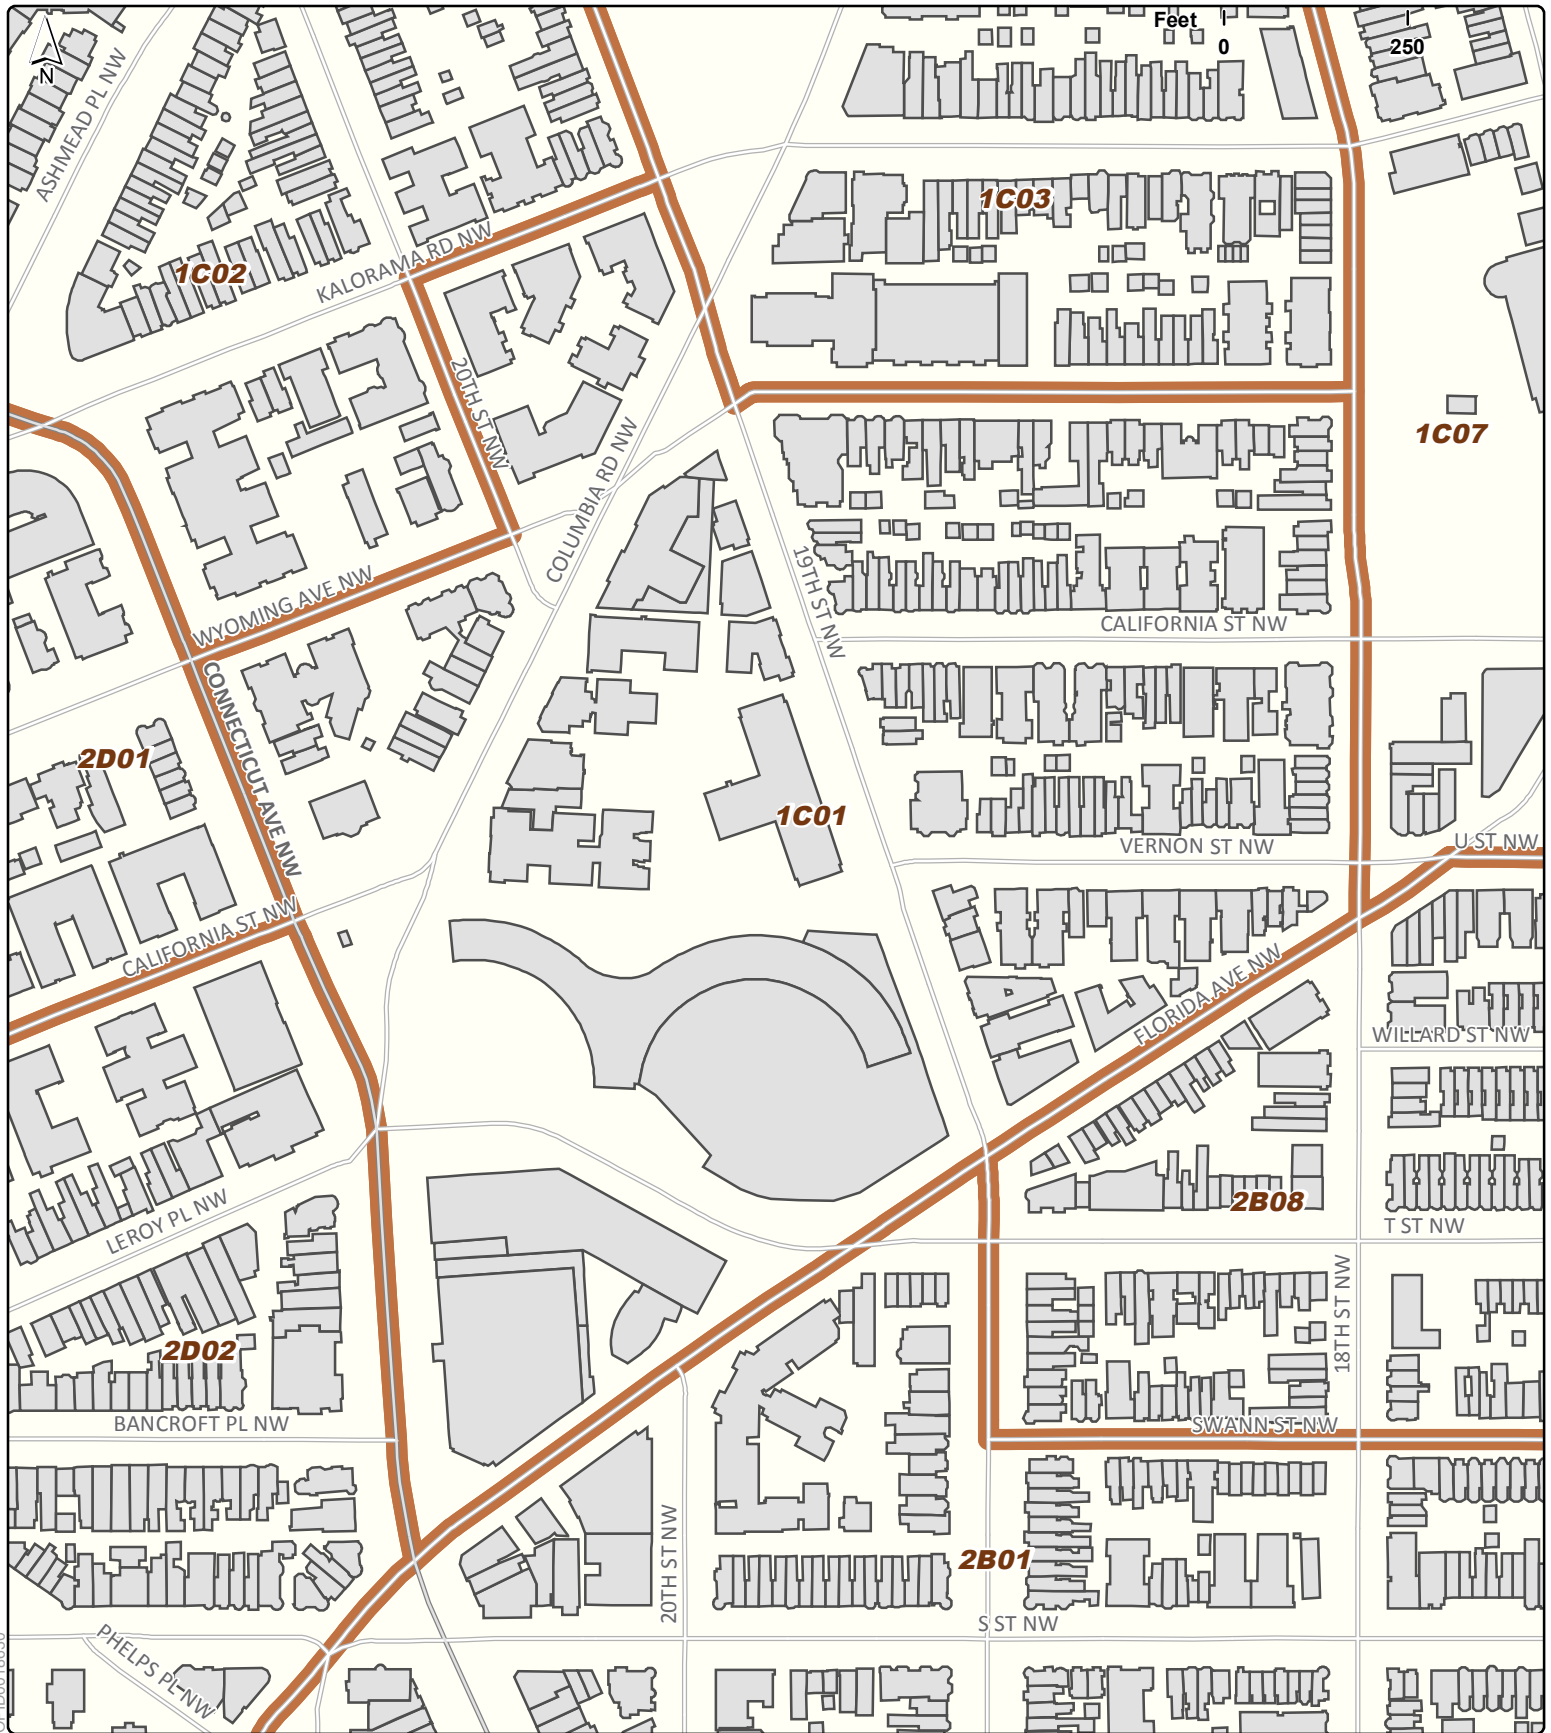 Feet
0
250
N
ASHMEAD PL NW
1C03
KALORAMA RD NW
1C02
20TH ST NW
COLUMBIA RD NW
1C07
19TH ST NW
WYOMING AVE NW
CALIFORNIA ST NW
CONNECTICUT AVE NW
2D01
1C01
VERNON ST NW
U ST NW
CALIFORNIA ST NW
FLORIDA AVE NW
WILLARD ST NW
2B08
LEROY PL NW
T ST NW
18TH ST NW
2D02
BANCROFT PL NW
SWANN ST NW
20TH ST NW
2B01
S ST NW
PHELPS PL NW